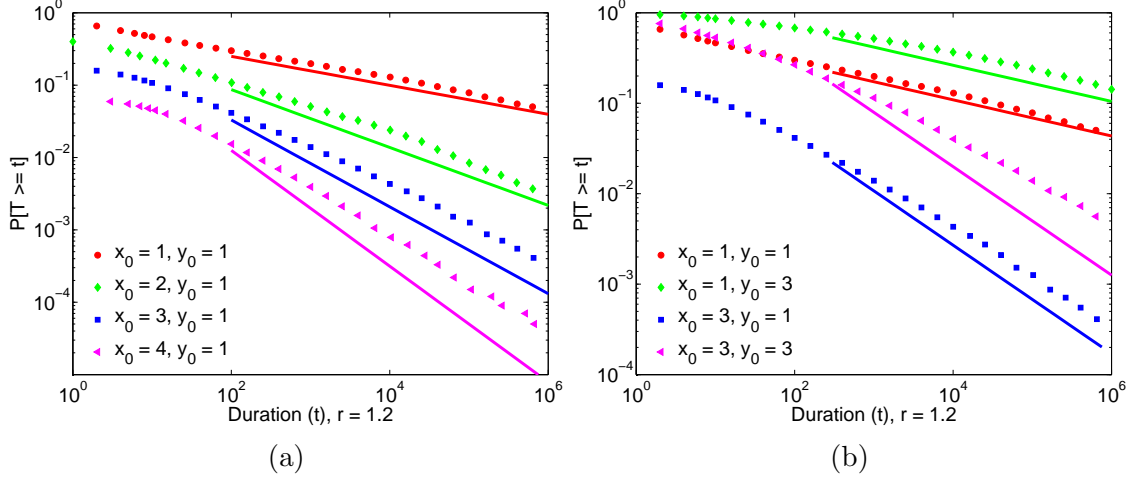 10^0
10^-1
10^-2
10^-3
10^-4
P[T >= t]
x_0 = 1, y_0 = 1
x_0 = 2, y_0 = 1
x_0 = 3, y_0 = 1
x_0 = 4, y_0 = 1
10^0 10^2 10^4 10^6
Duration (t), r = 1.2
(a)
10^0
10^-1
10^-2
10^-3
10^-4
P[T >= t]
x_0 = 1, y_0 = 1
x_0 = 1, y_0 = 3
x_0 = 3, y_0 = 1
x_0 = 3, y_0 = 3
10^0 10^2 10^4 10^6
Duration (t), r = 1.2
(b)